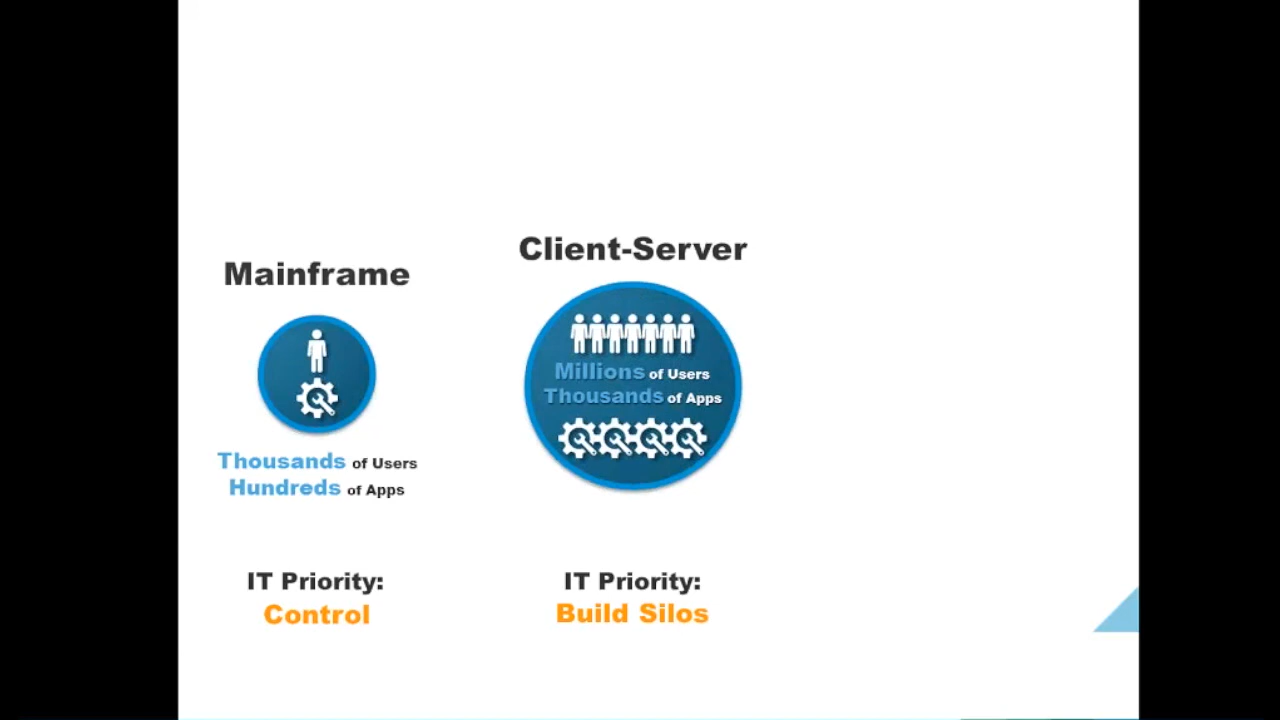 Mainframe
Thousands of Users
Hundreds of Apps
IT Priority:
Control
Client-Server
Millions of Users
Thousands of Apps
IT Priority:
Build Silos